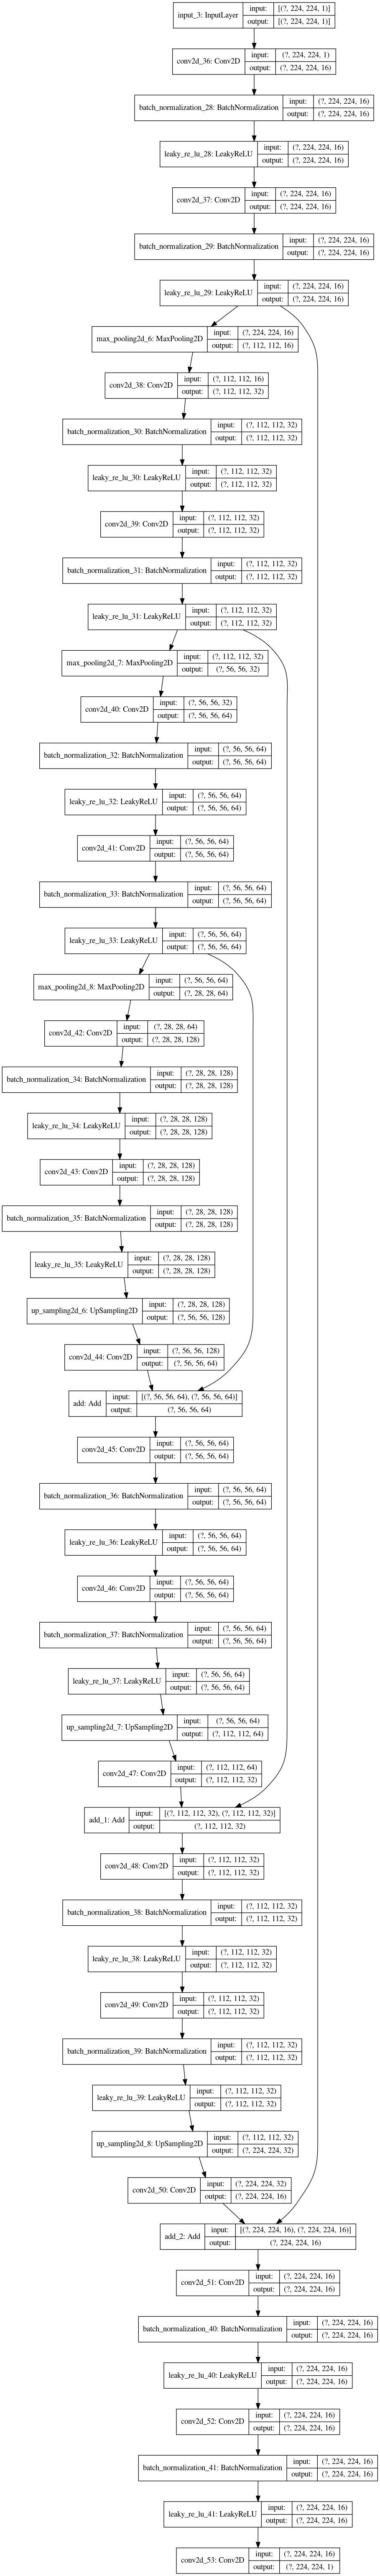 input_3: InputLayer input: [(?, 224, 224, 1)]
output: [(?, 224, 224, 1)]
conv2d_36: Conv2D input: (?, 224, 224, 1)
output: (?, 224, 224, 16)
batch_normalization_28: BatchNormalization input: (?, 224, 224, 16)
output: (?, 224, 224, 16)
leaky_re_lu_28: LeakyReLU input: (?, 224, 224, 16)
output: (?, 224, 224, 16)
conv2d_37: Conv2D input: (?, 224, 224, 16)
output: (?, 224, 224, 16)
batch_normalization_29: BatchNormalization input: (?, 224, 224, 16)
output: (?, 224, 224, 16)
leaky_re_lu_29: LeakyReLU input: (?, 224, 224, 16)
output: (?, 224, 224, 16)
max_pooling2d_6: MaxPooling2D input: (?, 224, 224, 16)
output: (?, 112, 112, 16)
conv2d_38: Conv2D input: (?, 112, 112, 16)
output: (?, 112, 112, 32)
batch_normalization_30: BatchNormalization input: (?, 112, 112, 32)
output: (?, 112, 112, 32)
leaky_re_lu_30: LeakyReLU input: (?, 112, 112, 32)
output: (?, 112, 112, 32)
conv2d_39: Conv2D input: (?, 112, 112, 32)
output: (?, 112, 112, 32)
batch_normalization_31: BatchNormalization input: (?, 112, 112, 32)
output: (?, 112, 112, 32)
leaky_re_lu_31: LeakyReLU input: (?, 112, 112, 32)
output: (?, 112, 112, 32)
max_pooling2d_7: MaxPooling2D input: (?, 112, 112, 32)
output: (?, 56, 56, 32)
conv2d_40: Conv2D input: (?, 56, 56, 32)
output: (?, 56, 56, 64)
batch_normalization_32: BatchNormalization input: (?, 56, 56, 64)
output: (?, 56, 56, 64)
leaky_re_lu_32: LeakyReLU input: (?, 56, 56, 64)
output: (?, 56, 56, 64)
conv2d_41: Conv2D input: (?, 56, 56, 64)
output: (?, 56, 56, 64)
batch_normalization_33: BatchNormalization input: (?, 56, 56, 64)
output: (?, 56, 56, 64)
leaky_re_lu_33: LeakyReLU input: (?, 56, 56, 64)
output: (?, 56, 56, 64)
max_pooling2d_8: MaxPooling2D input: (?, 56, 56, 64)
output: (?, 28, 28, 64)
conv2d_42: Conv2D input: (?, 28, 28, 64)
output: (?, 28, 28, 128)
batch_normalization_34: BatchNormalization input: (?, 28, 28, 128)
output: (?, 28, 28, 128)
leaky_re_lu_34: LeakyReLU input: (?, 28, 28, 128)
output: (?, 28, 28, 128)
conv2d_43: Conv2D input: (?, 28, 28, 128)
output: (?, 28, 28, 128)
batch_normalization_35: BatchNormalization input: (?, 28, 28, 128)
output: (?, 28, 28, 128)
leaky_re_lu_35: LeakyReLU input: (?, 28, 28, 128)
output: (?, 28, 28, 128)
up_sampling2d_6: UpSampling2D input: (?, 28, 28, 128)
output: (?, 56, 56, 128)
conv2d_44: Conv2D input: (?, 56, 56, 128)
output: (?, 56, 56, 64)
add: Add input: [(?, 56, 56, 64), (?, 56, 56, 64)]
output: (?, 56, 56, 64)
conv2d_45: Conv2D input: (?, 56, 56, 64)
output: (?, 56, 56, 64)
batch_normalization_36: BatchNormalization input: (?, 56, 56, 64)
output: (?, 56, 56, 64)
leaky_re_lu_36: LeakyReLU input: (?, 56, 56, 64)
output: (?, 56, 56, 64)
conv2d_46: Conv2D input: (?, 56, 56, 64)
output: (?, 56, 56, 64)
batch_normalization_37: BatchNormalization input: (?, 56, 56, 64)
output: (?, 56, 56, 64)
leaky_re_lu_37: LeakyReLU input: (?, 56, 56, 64)
output: (?, 56, 56, 64)
up_sampling2d_7: UpSampling2D input: (?, 56, 56, 64)
output: (?, 112, 112, 64)
conv2d_47: Conv2D input: (?, 112, 112, 64)
output: (?, 112, 112, 32)
add_1: Add input: [(?, 112, 112, 32), (?, 112, 112, 32)]
output: (?, 112, 112, 32)
conv2d_48: Conv2D input: (?, 112, 112, 32)
output: (?, 112, 112, 32)
batch_normalization_38: BatchNormalization input: (?, 112, 112, 32)
output: (?, 112, 112, 32)
leaky_re_lu_38: LeakyReLU input: (?, 112, 112, 32)
output: (?, 112, 112, 32)
conv2d_49: Conv2D input: (?, 112, 112, 32)
output: (?, 112, 112, 32)
batch_normalization_39: BatchNormalization input: (?, 112, 112, 32)
output: (?, 112, 112, 32)
leaky_re_lu_39: LeakyReLU input: (?, 112, 112, 32)
output: (?, 112, 112, 32)
up_sampling2d_8: UpSampling2D input: (?, 112, 112, 32)
output: (?, 224, 224, 32)
conv2d_50: Conv2D input: (?, 224, 224, 32)
output: (?, 224, 224, 16)
add_2: Add input: [(?, 224, 224, 16), (?, 224, 224, 16)]
output: (?, 224, 224, 16)
conv2d_51: Conv2D input: (?, 224, 224, 16)
output: (?, 224, 224, 16)
batch_normalization_40: BatchNormalization input: (?, 224, 224, 16)
output: (?, 224, 224, 16)
leaky_re_lu_40: LeakyReLU input: (?, 224, 224, 16)
output: (?, 224, 224, 16)
conv2d_52: Conv2D input: (?, 224, 224, 16)
output: (?, 224, 224, 16)
batch_normalization_41: BatchNormalization input: (?, 224, 224, 16)
output: (?, 224, 224, 16)
leaky_re_lu_41: LeakyReLU input: (?, 224, 224, 16)
output: (?, 224, 224, 16)
conv2d_53: Conv2D input: (?, 224, 224, 16)
output: (?, 224, 224, 1)